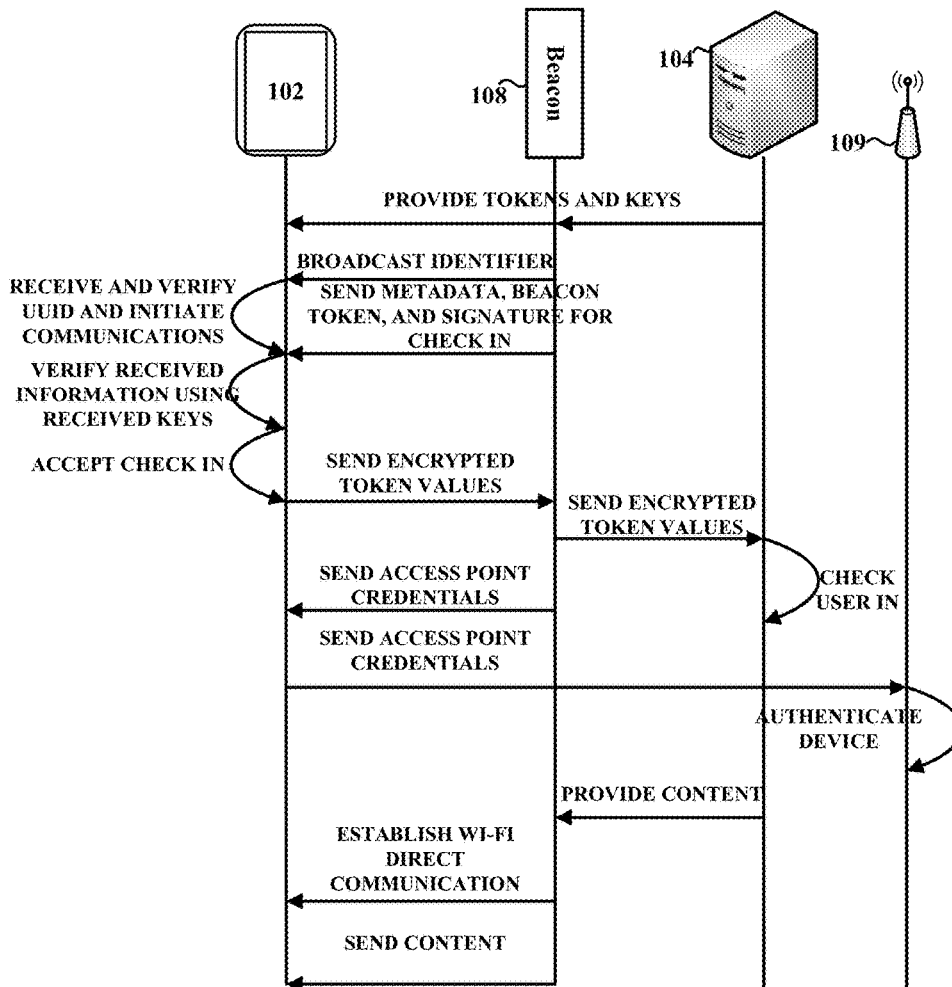 102
108
Beacon
104
109
PROVIDE TOKENS AND KEYS
BROADCAST IDENTIFIER
RECEIVE AND VERIFY
UUID AND INITIATE
COMMUNICATIONS
SEND METADATA, BEACON
TOKEN, AND SIGNATURE FOR
CHECK IN
VERIFY RECEIVED
INFORMATION USING
RECEIVED KEYS
ACCEPT CHECK IN
SEND ENCRYPTED
TOKEN VALUES
SEND ENCRYPTED
TOKEN VALUES
CHECK
USER IN
SEND ACCESS POINT
CREDENTIALS
SEND ACCESS POINT
CREDENTIALS
AUTHENTICATE
DEVICE
PROVIDE CONTENT
ESTABLISH WI-FI
DIRECT
COMMUNICATION
SEND CONTENT